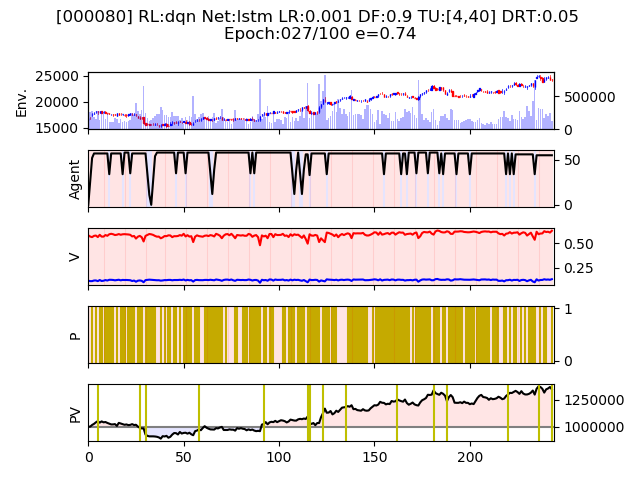 [000080] RL:dqn Net:lstm LR:0.001 DF:0.9 TU:[4,40] DRT:0.05
Epoch:027/100 e=0.74
Env.
25000
20000
15000
500000
0
Agent
50
0
V
0.50
0.25
P
1
0
PV
1250000
1000000
0 50 100 150 200